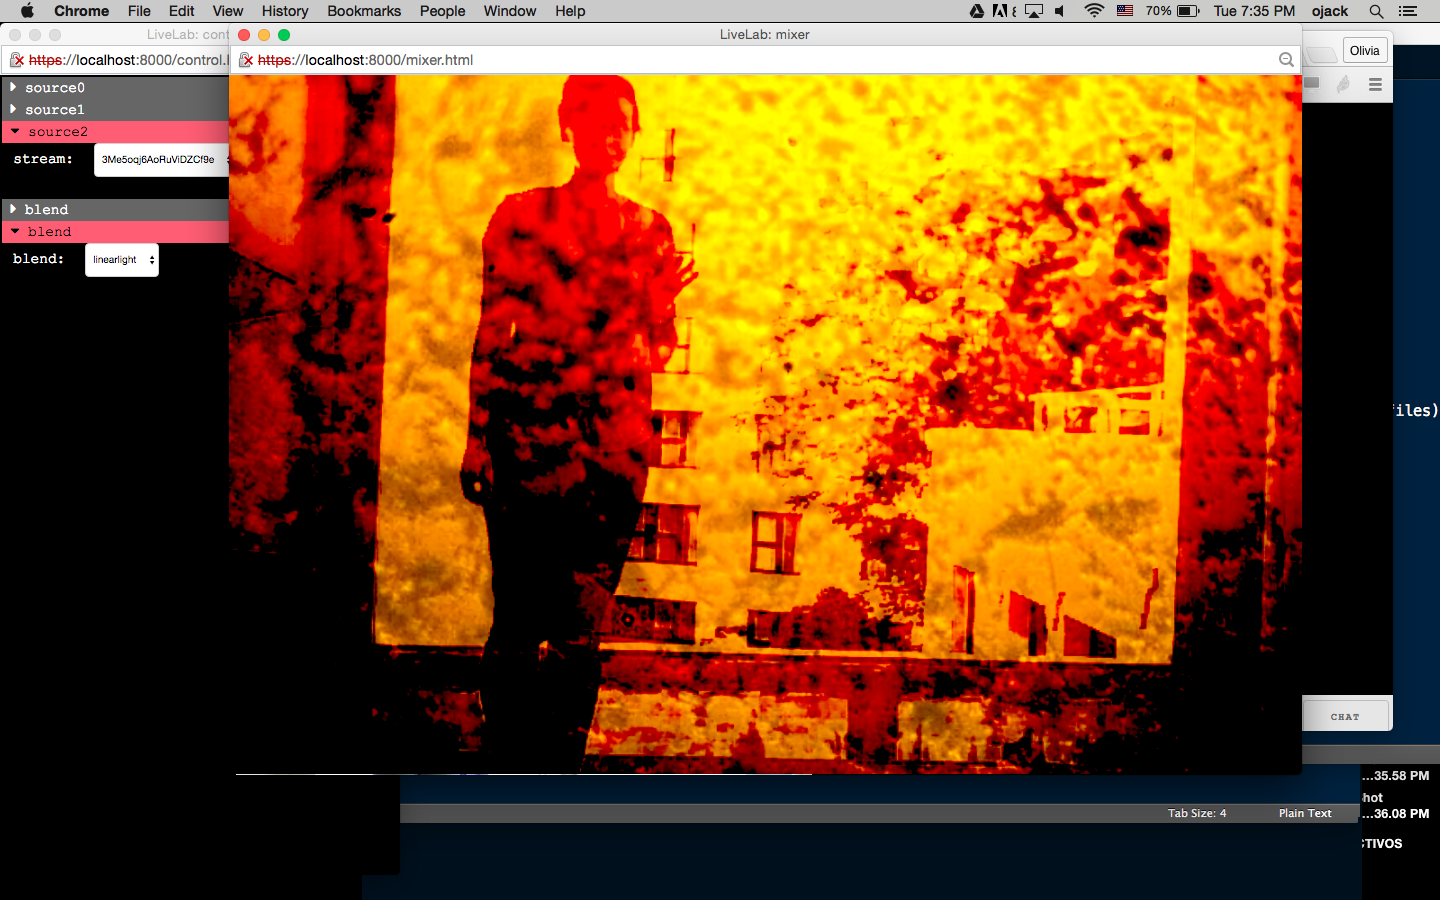 Chrome File Edit View History Bookmarks People Window Help 70% Tue 7:35 PM ojack
LiveLab: cont
https://localhost:8000/control.h
LiveLab: mixer
https://localhost:8000/mixer.html
Olivia
source0
source1
source2
stream: 3Me5oqj6AoRuViDZCf9e
blend
blend
blend: linearlight
iles)
CHAT
...35.58 PM
hot
...36.08 PM
Tab Size: 4 Plain Text
CTIVOS